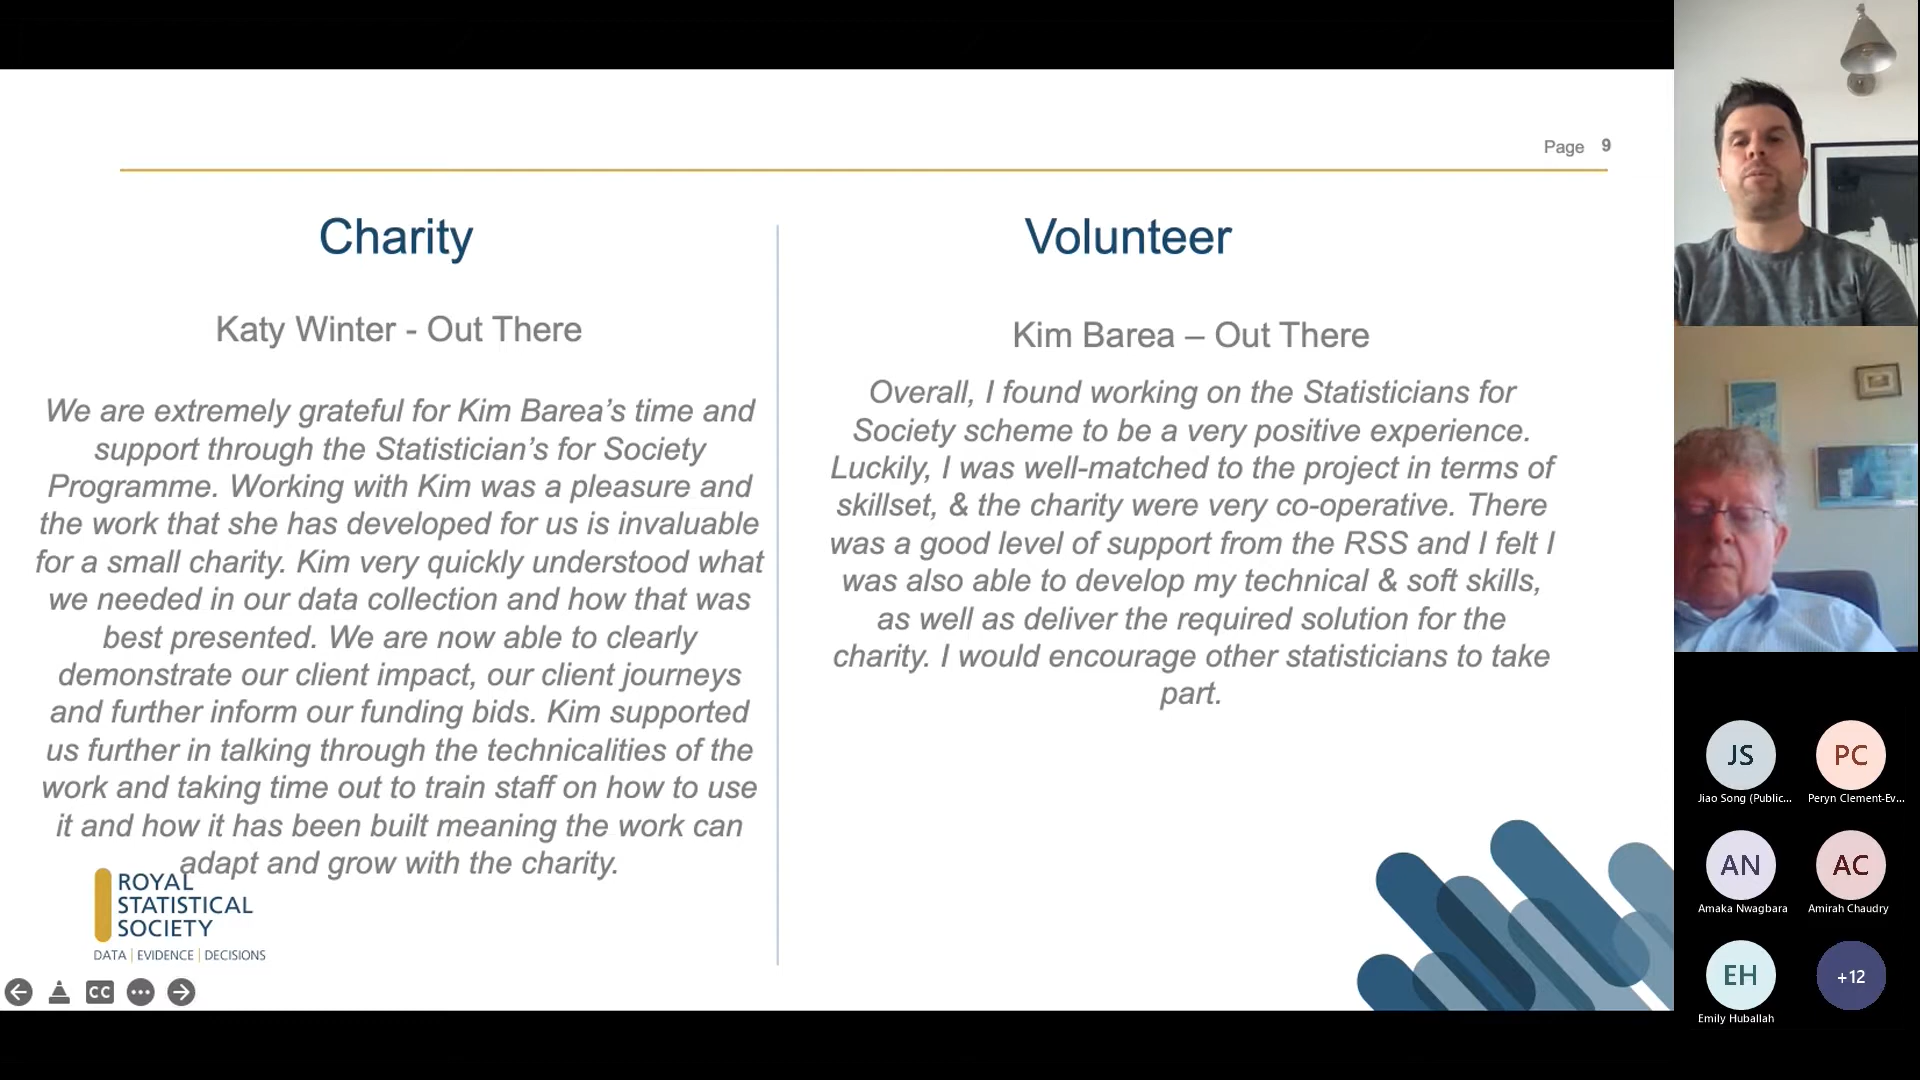 Page 9
Charity
Katy Winter - Out There
We are extremely grateful for Kim Barea’s time and
support through the Statistician’s for Society
Programme. Working with Kim was a pleasure and
the work that she has developed for us is invaluable
for a small charity. Kim very quickly understood what
we needed in our data collection and how that was
best presented. We are now able to clearly
demonstrate our client impact, our client journeys
and further inform our funding bids. Kim supported
us further in talking through the technicalities of the
work and taking time out to train staff on how to use
it and how it has been built meaning the work can
adapt and grow with the charity.
Volunteer
Kim Barea – Out There
Overall, I found working on the Statisticians for
Society scheme to be a very positive experience.
Luckily, I was well-matched to the project in terms of
skillset, & the charity were very co-operative. There
was a good level of support from the RSS and I felt I
was also able to develop my technical & soft skills,
as well as deliver the required solution for the
charity. I would encourage other statisticians to take
part.
ROYAL
STATISTICAL
SOCIETY
DATA | EVIDENCE | DECISIONS
CC
JS
Jiao Song (Public...
PC
Peryn Clement-Ev...
AN
Amaka Nwagbara
AC
Amirah Chaudry
EH
Emily Huballah
+12